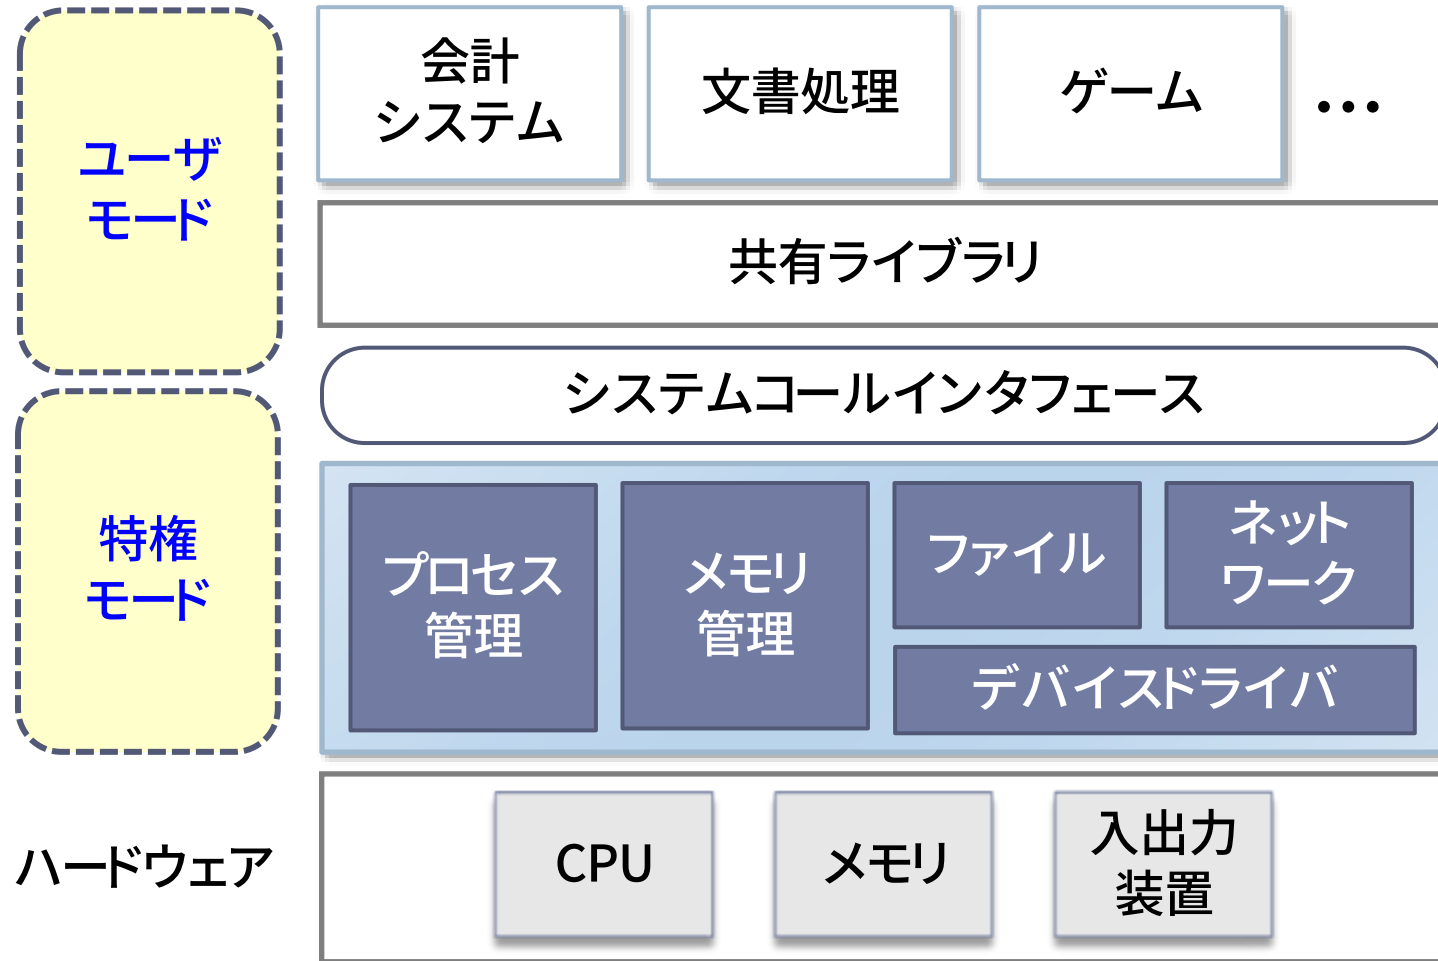 ユーザ
モード
会計
システム
文書処理
ゲーム
...
共有ライブラリ
システムコールインタフェース
特権
モード
プロセス
管理
メモリ
管理
ファイル
ネット
ワーク
デバイスドライバ
ハードウェア
CPU
メモリ
入出力
装置